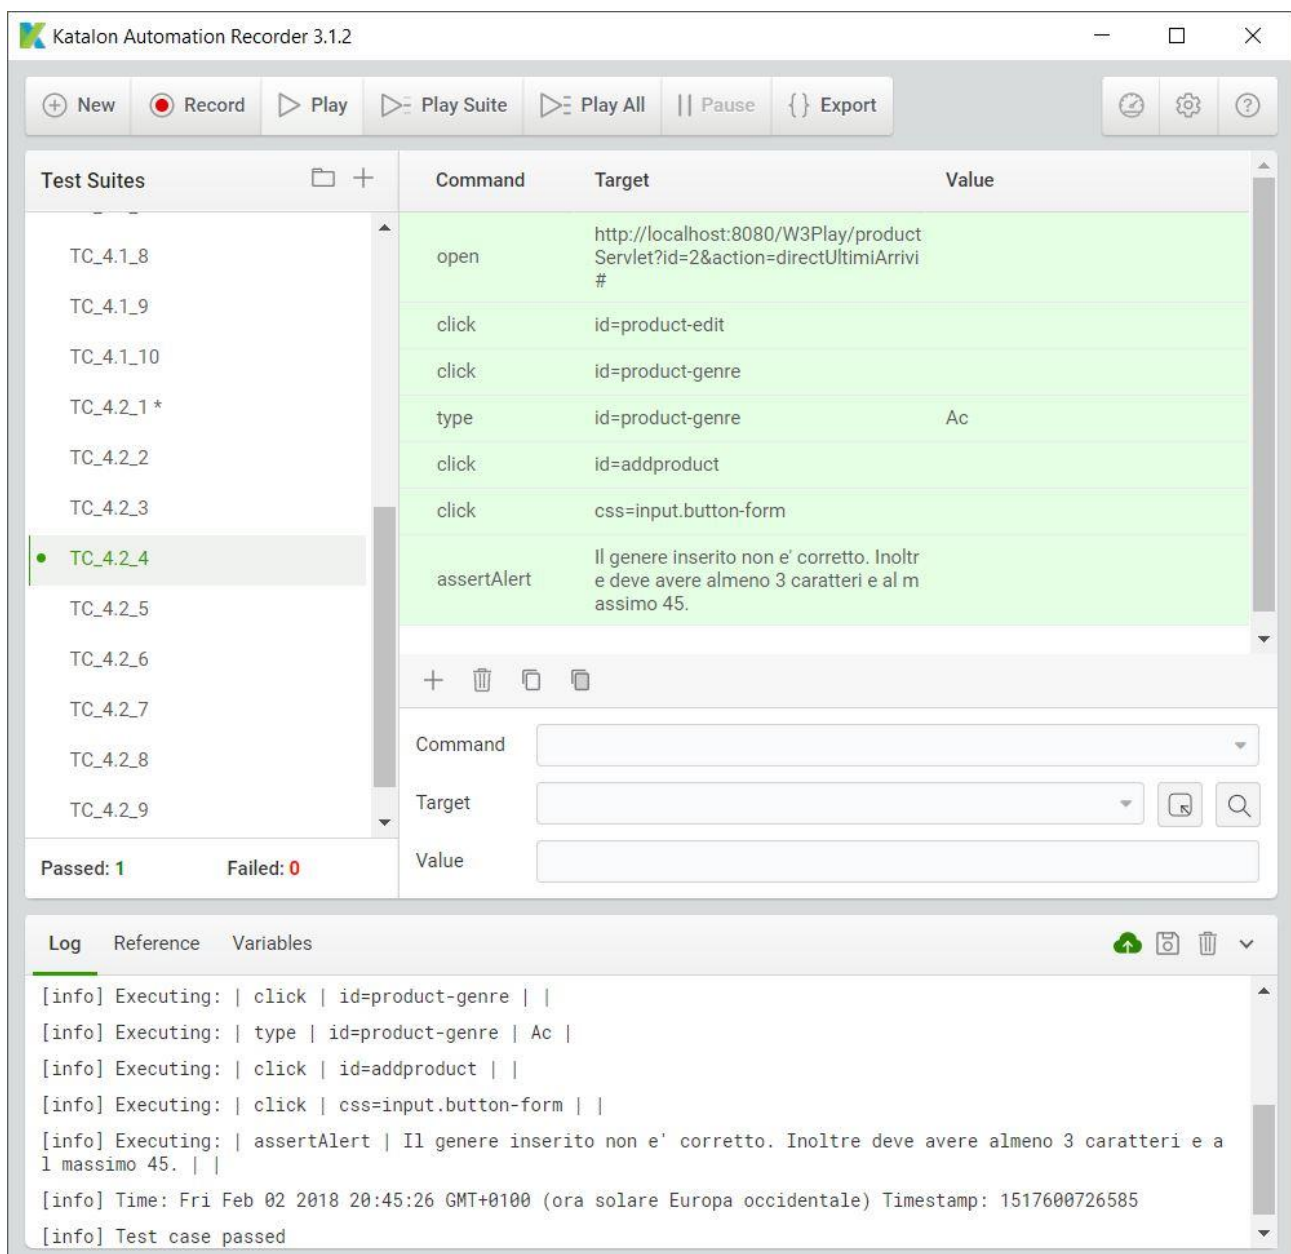 Katalon Automation Recorder 3.1.2
New Record Play Play Suite Play All Pause Export
Test Suites
TC_4.1_8
TC_4.1_9
TC_4.1_10
TC_4.2_1 *
TC_4.2_2
TC_4.2_3
TC_4.2_4
TC_4.2_5
TC_4.2_6
TC_4.2_7
TC_4.2_8
TC_4.2_9
Passed: 1 Failed: 0
Command Target Value
open http://localhost:8080/W3Play/product
Servlet?id=2&action=directUltimiArrivi
#
click id=product-edit
click id=product-genre
type id=product-genre Ac
click id=addproduct
click css=input.button-form
assertAlert Il genere inserito non e' corretto. Inoltr
e deve avere almeno 3 caratteri e al m
assimo 45.
Command
Target
Value
Log Reference Variables
[info] Executing: | click | id=product-genre | |
[info] Executing: | type | id=product-genre | Ac |
[info] Executing: | click | id=addproduct | |
[info] Executing: | click | css=input.button-form | |
[info] Executing: | assertAlert | Il genere inserito non e' corretto. Inoltre deve avere almeno 3 caratteri e a
l massimo 45. | |
[info] Time: Fri Feb 02 2018 20:45:26 GMT+0100 (ora solare Europa occidentale) Timestamp: 1517600726585
[info] Test case passed